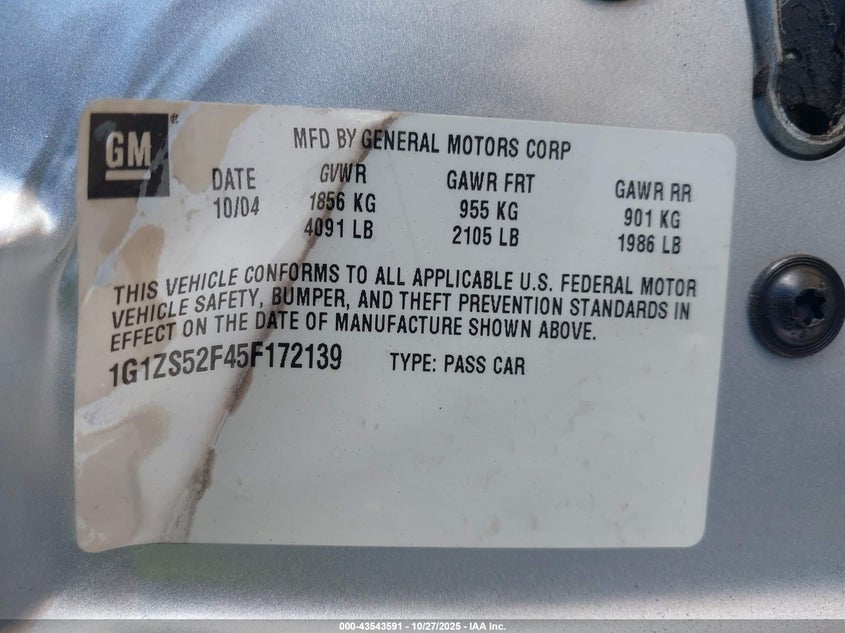 GM
MFD BY GENERAL MOTORS CORP
DATE GVWR GAWR FRT GAWR RR
10/04 1856 KG 955 KG 901 KG
4091 LB 2105 LB 1986 LB
THIS VEHICLE CONFORMS TO ALL APPLICABLE U.S. FEDERAL MOTOR
VEHICLE SAFETY, BUMPER, AND THEFT PREVENTION STANDARDS IN
EFFECT ON THE DATE OF MANUFACTURE SHOWN ABOVE.
1G1ZS52F45F172139 TYPE: PASS CAR
000-43543591 - 10/27/2025 - IAA Inc.